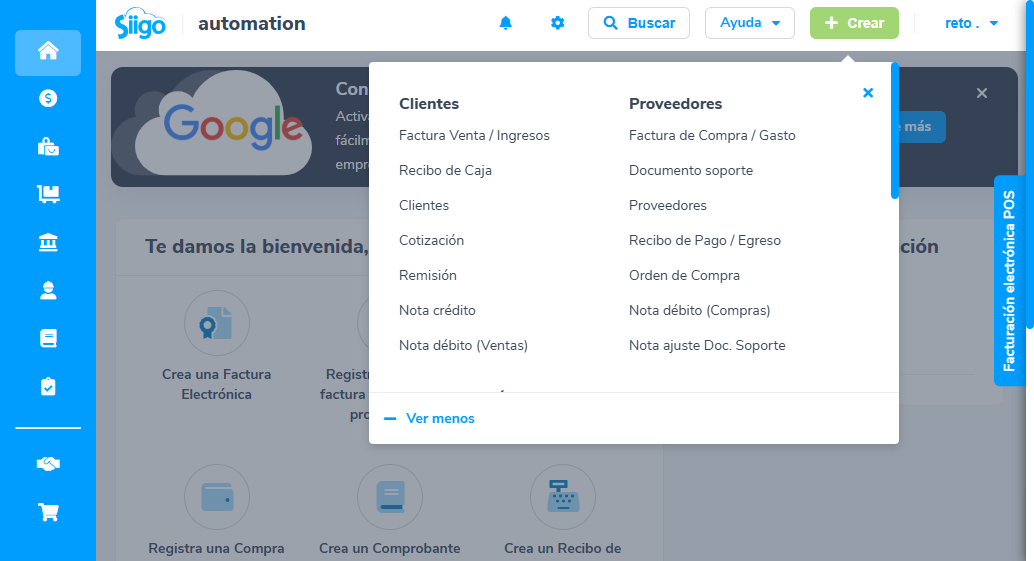 Siigo
automation
Buscar
Ayuda
Crear
reto .
Google
Con
Activa
fácilm
empre
e más
Clientes
Factura Venta / Ingresos
Recibo de Caja
Clientes
Cotización
Remisión
Nota crédito
Nota débito (Ventas)
Proveedores
Factura de Compra / Gasto
Documento soporte
Proveedores
Recibo de Pago / Egreso
Orden de Compra
Nota débito (Compras)
Nota ajuste Doc. Soporte
Ver menos
Facturación electrónica POS
Te damos la bienvenida,
ción
Crea una Factura
Electrónica
Regist
factura
pro
Registra una Compra
Crea un Comprobante
Crea un Recibo de